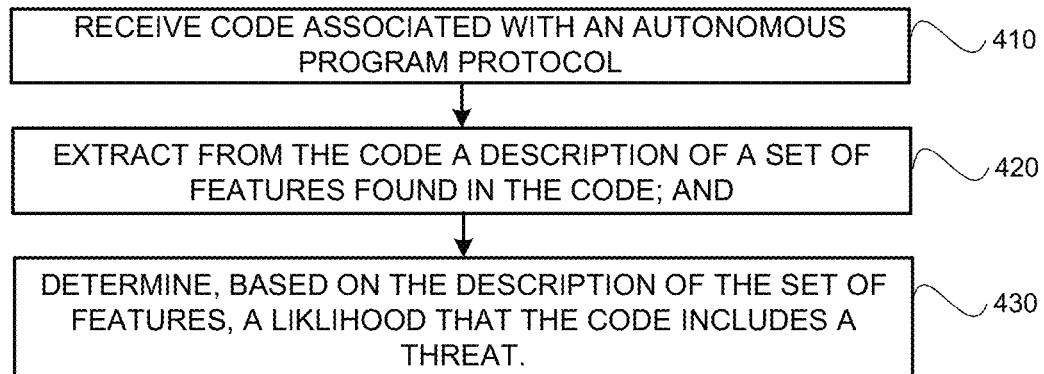 RECEIVE CODE ASSOCIATED WITH AN AUTONOMOUS
PROGRAM PROTOCOL
410
EXTRACT FROM THE CODE A DESCRIPTION OF A SET OF
FEATURES FOUND IN THE CODE; AND
420
DETERMINE, BASED ON THE DESCRIPTION OF THE SET OF
FEATURES, A LIKLIHOOD THAT THE CODE INCLUDES A
THREAT.
430